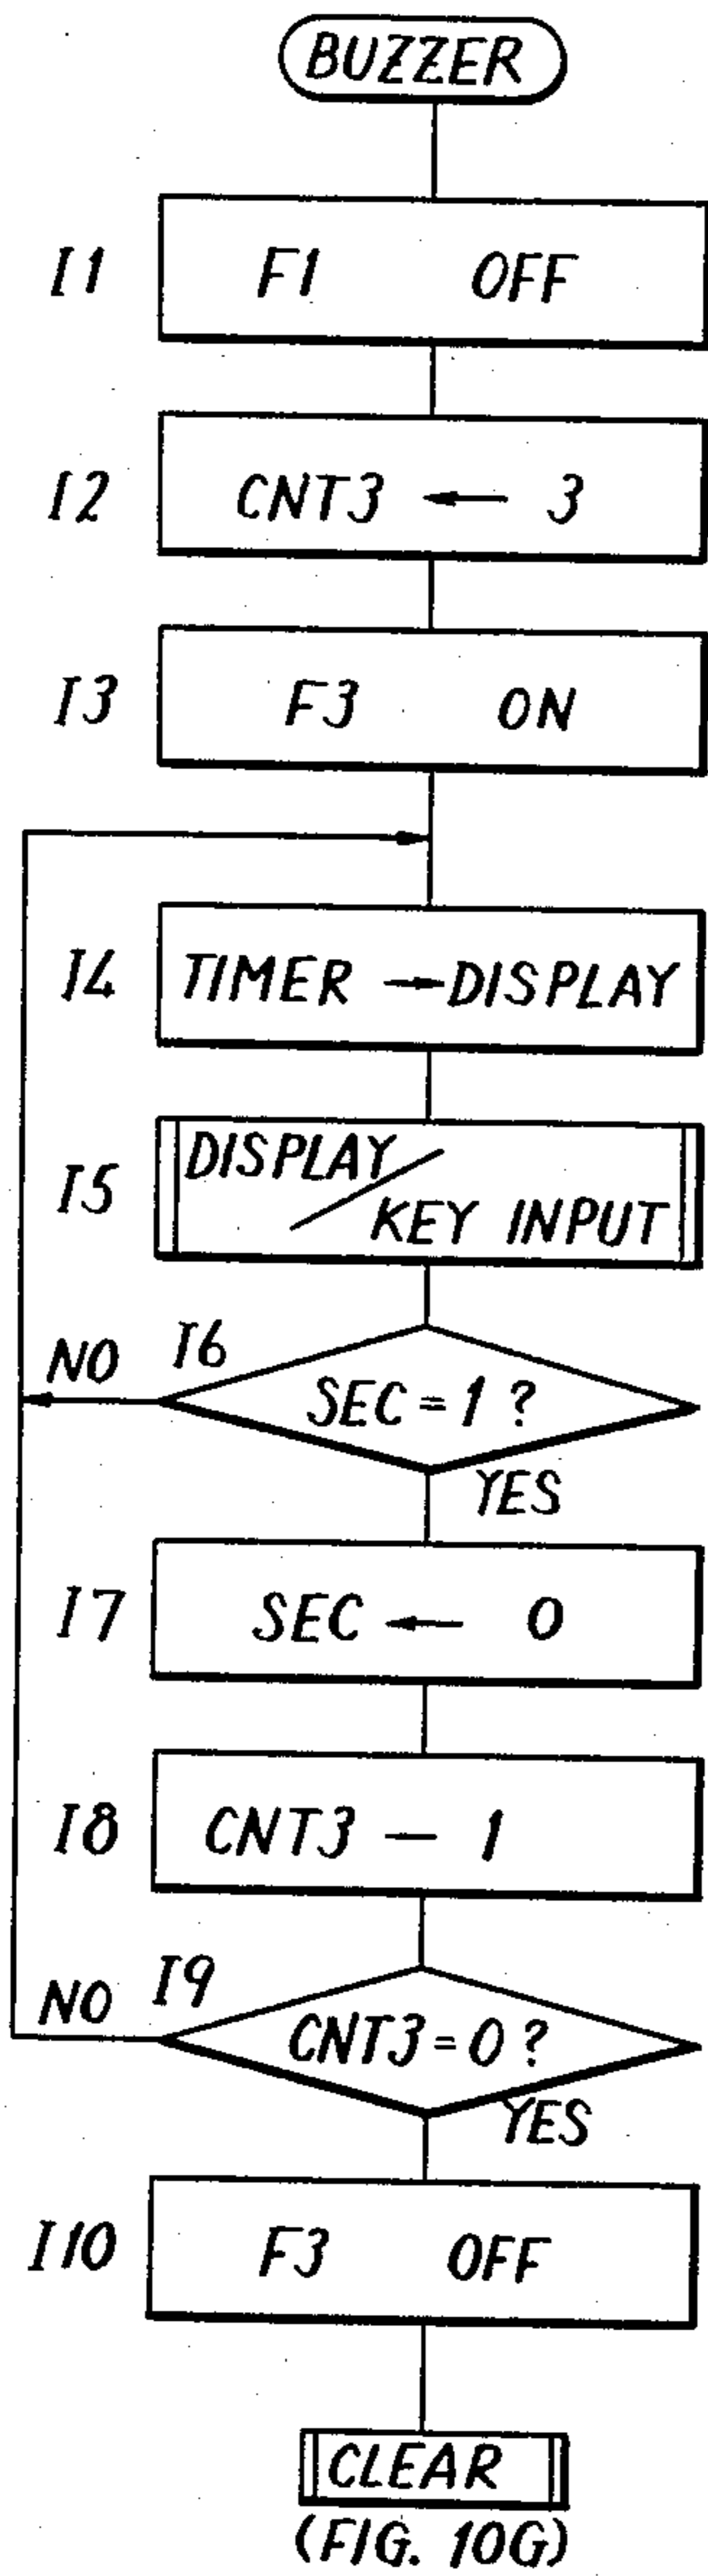 BUZZER
I1 F1 OFF
I2 CNT3 ← 3
I3 F3 ON
I4 TIMER → DISPLAY
I5 DISPLAY /
KEY INPUT
NO I6
SEC = 1 ?
YES
I7 SEC ← 0
I8 CNT3 — 1
NO I9
CNT3 = 0 ?
YES
I10 F3 OFF
CLEAR
(FIG. 10G)